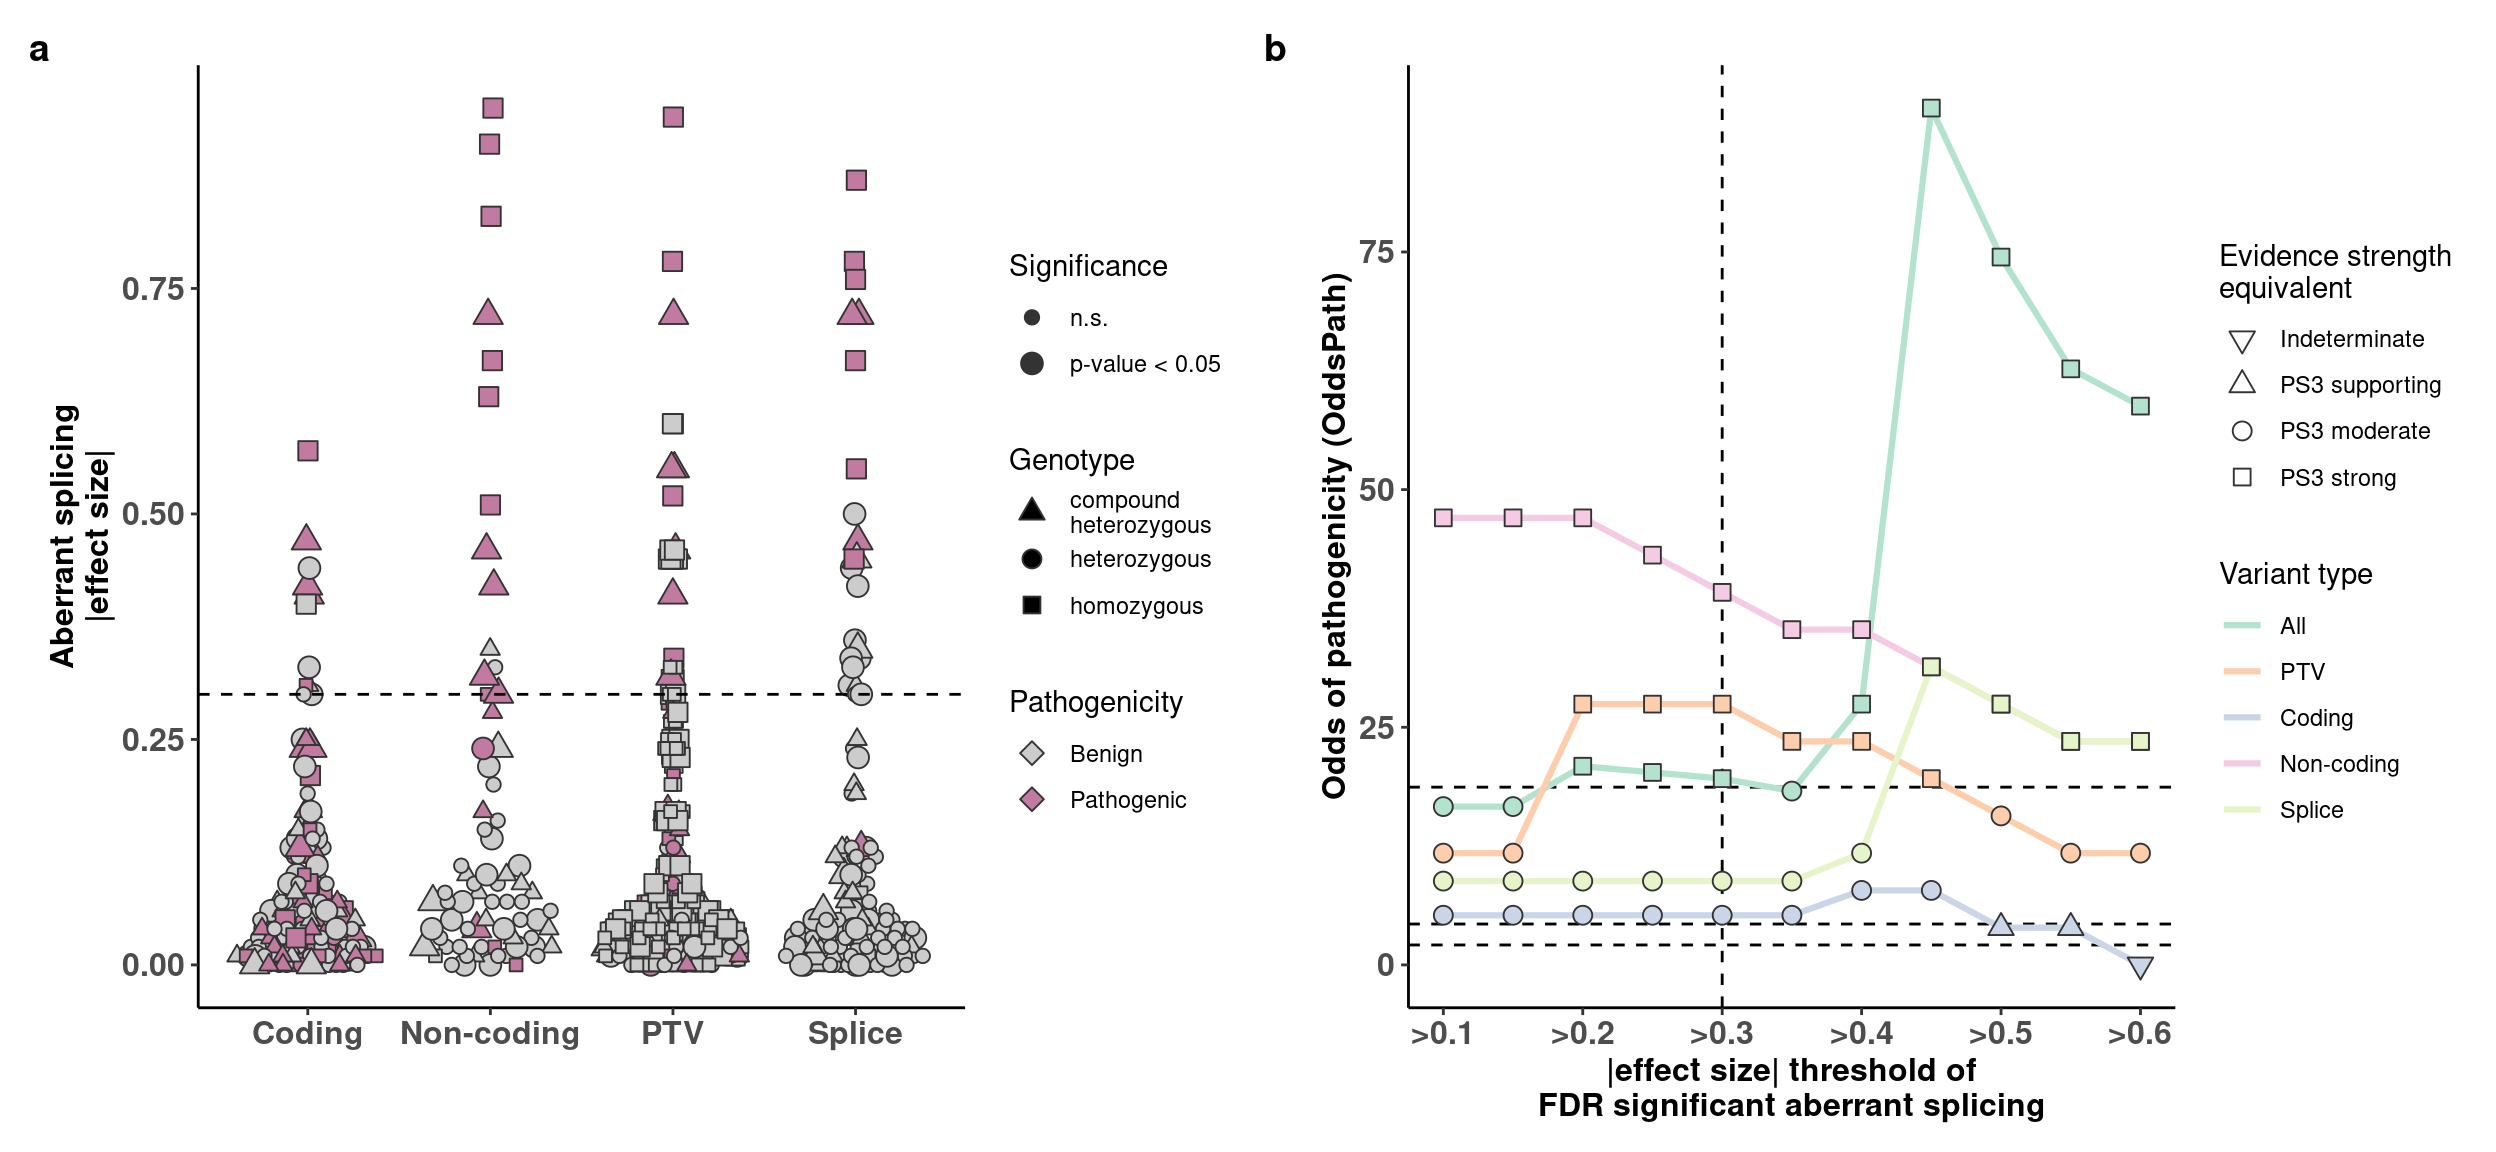 a
Aberrant splicing
|effect size|
0.75
0.50
0.25
0.00
Coding
Non-coding
PTV
Splice
Significance
n.s.
p-value < 0.05
Genotype
compound
heterozygous
heterozygous
homozygous
Pathogenicity
Benign
Pathogenic
b
Odds of pathogenicity (OddsPath)
75
50
25
0
>0.1
>0.2
>0.3
>0.4
>0.5
>0.6
|effect size| threshold of
FDR significant aberrant splicing
Evidence strength
equivalent
Indeterminate
PS3 supporting
PS3 moderate
PS3 strong
Variant type
All
PTV
Coding
Non-coding
Splice